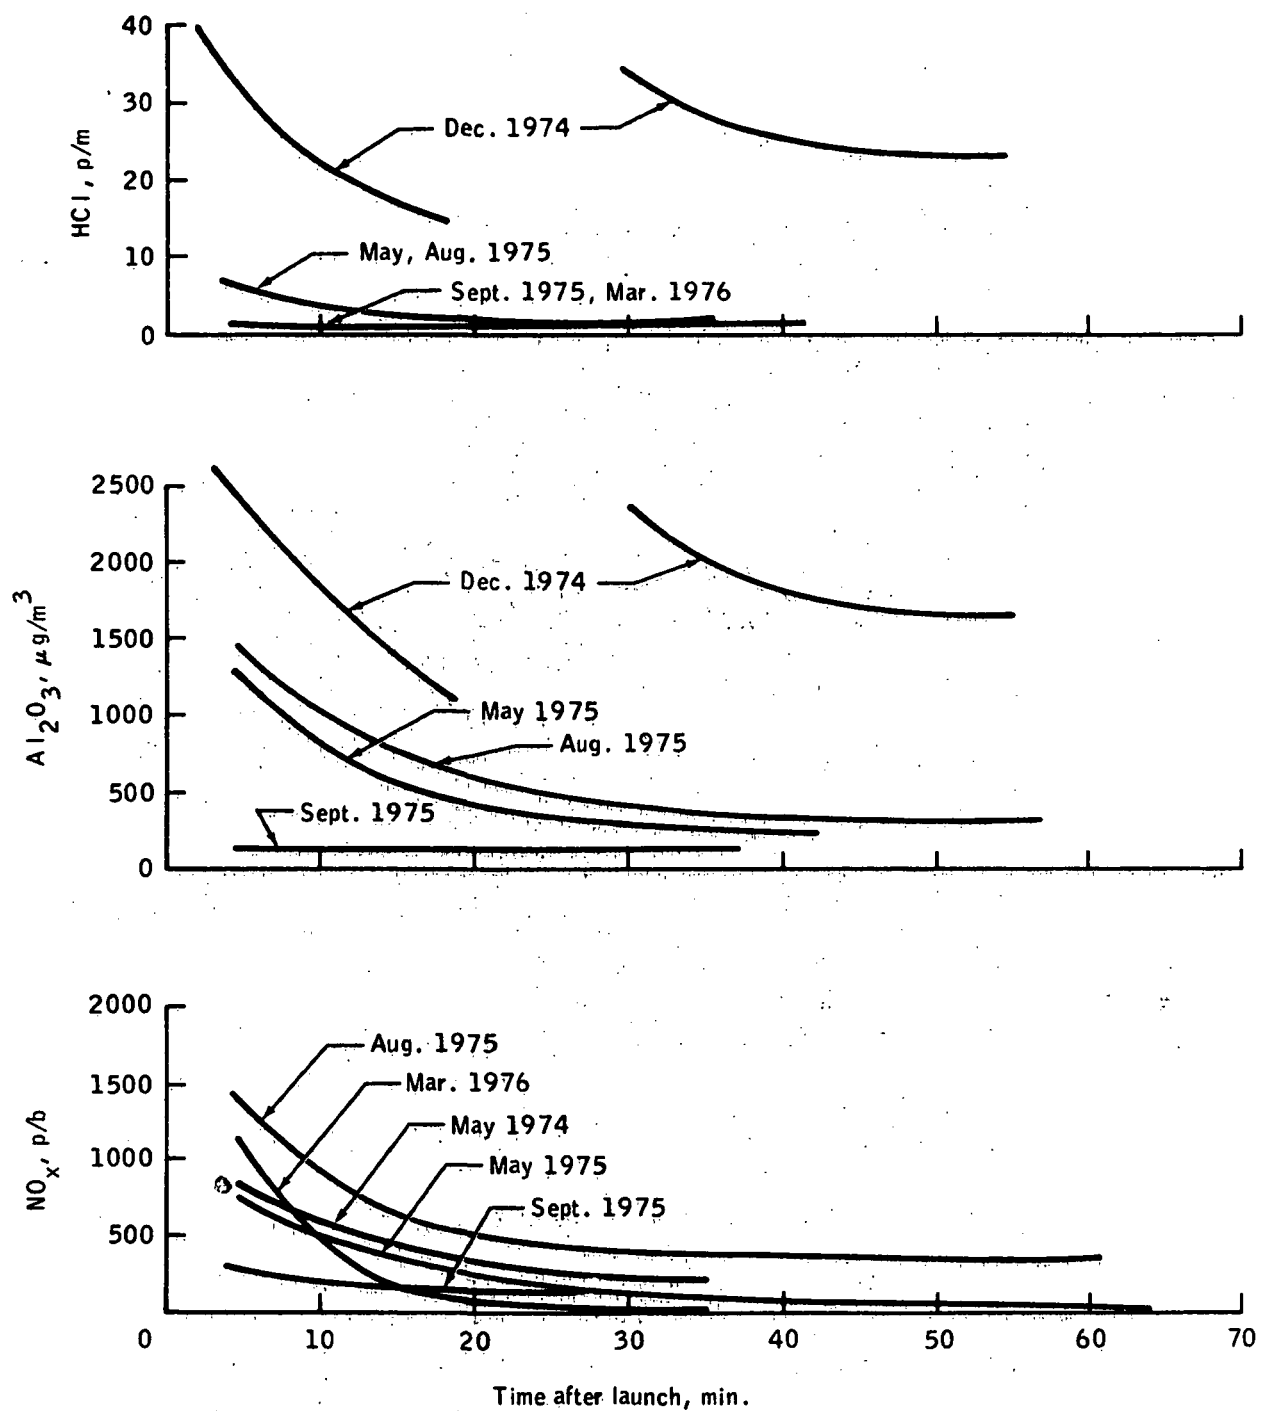 40
30
20
10
0
HCl, p/m
Dec. 1974
May, Aug. 1975
Sept. 1975, Mar. 1976
2500
2000
1500
1000
500
0
Al2O3, μg/m3
Dec. 1974
May 1975
Aug. 1975
Sept. 1975
2000
1500
1000
500
0
NOx, p/b
Aug. 1975
Mar. 1976
May 1974
May 1975
Sept. 1975
10 20 30 40 50 60 70
Time after launch, min.